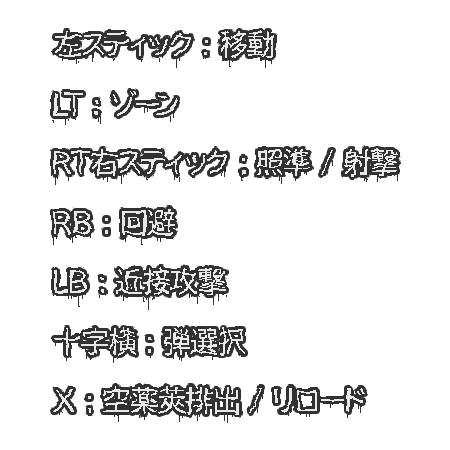 左スティック：移動
LT：ゾーン
RT右スティック：照準 / 射撃
RB：回避
LB：近接攻撃
十字横：弾選択
X：空薬莢排出 / リロード